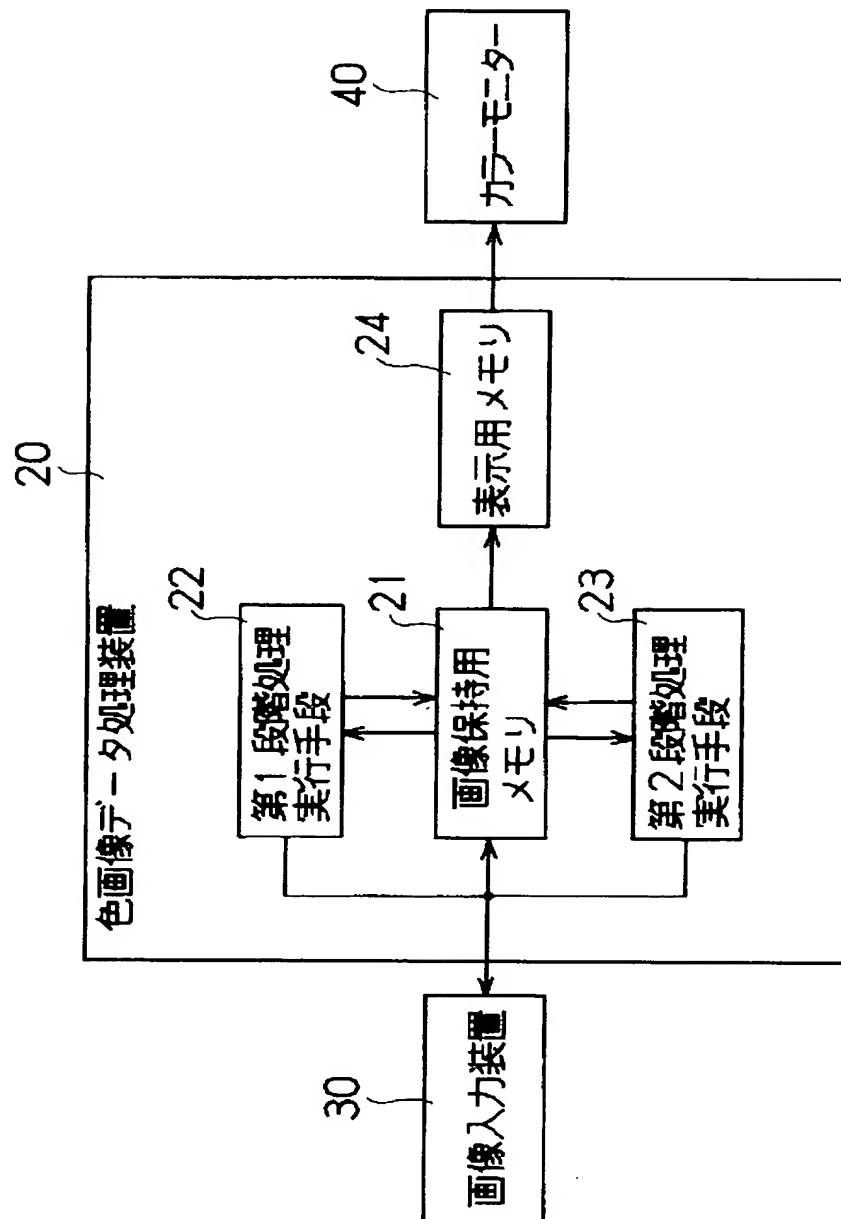 色画像データ処理装置
20
30
画像入力装置
22
第1段階処理
実行手段
21
画像保持用
メモリ
23
第2段階処理
実行手段
24
表示用メモリ
40
カラーモニター